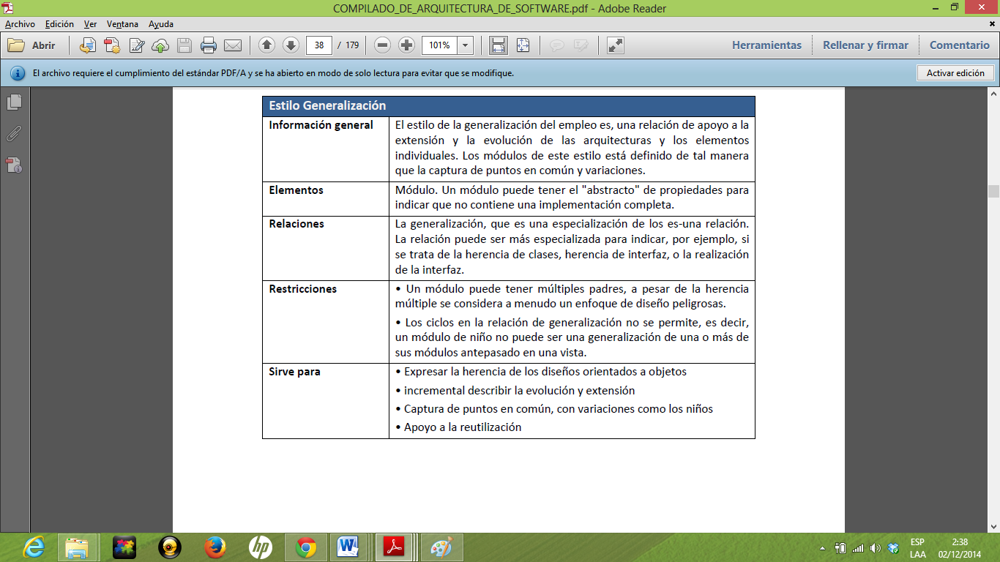 COMPILADO_DE_ARQUITECTURA_DE_SOFTWARE.pdf - Adobe Reader
Archivo Edición Ver Ventana Ayuda
Abrir 38 / 179 101% Herramientas Rellenar y firmar Comentario
El archivo requiere el cumplimiento del estándar PDF/A y se ha abierto en modo de solo lectura para evitar que se modifique. Activar edición
Estilo Generalización
Información general
El estilo de la generalización del empleo es, una relación de apoyo a la
extensión y la evolución de las arquitecturas y los elementos
individuales. Los módulos de este estilo está definido de tal manera
que la captura de puntos en común y variaciones.
Elementos
Módulo. Un módulo puede tener el "abstracto" de propiedades para
indicar que no contiene una implementación completa.
Relaciones
La generalización, que es una especialización de los es-una relación.
La relación puede ser más especializada para indicar, por ejemplo, si
se trata de la herencia de clases, herencia de interfaz, o la realización
de la interfaz.
Restricciones
• Un módulo puede tener múltiples padres, a pesar de la herencia
múltiple se considera a menudo un enfoque de diseño peligrosas.
• Los ciclos en la relación de generalización no se permite, es decir,
un módulo de niño no puede ser una generalización de una o más de
sus módulos antepasado en una vista.
Sirve para
• Expresar la herencia de los diseños orientados a objetos
• incremental describir la evolución y extensión
• Captura de puntos en común, con variaciones como los niños
• Apoyo a la reutilización
hp
ESP 2:38
LAA 02/12/2014